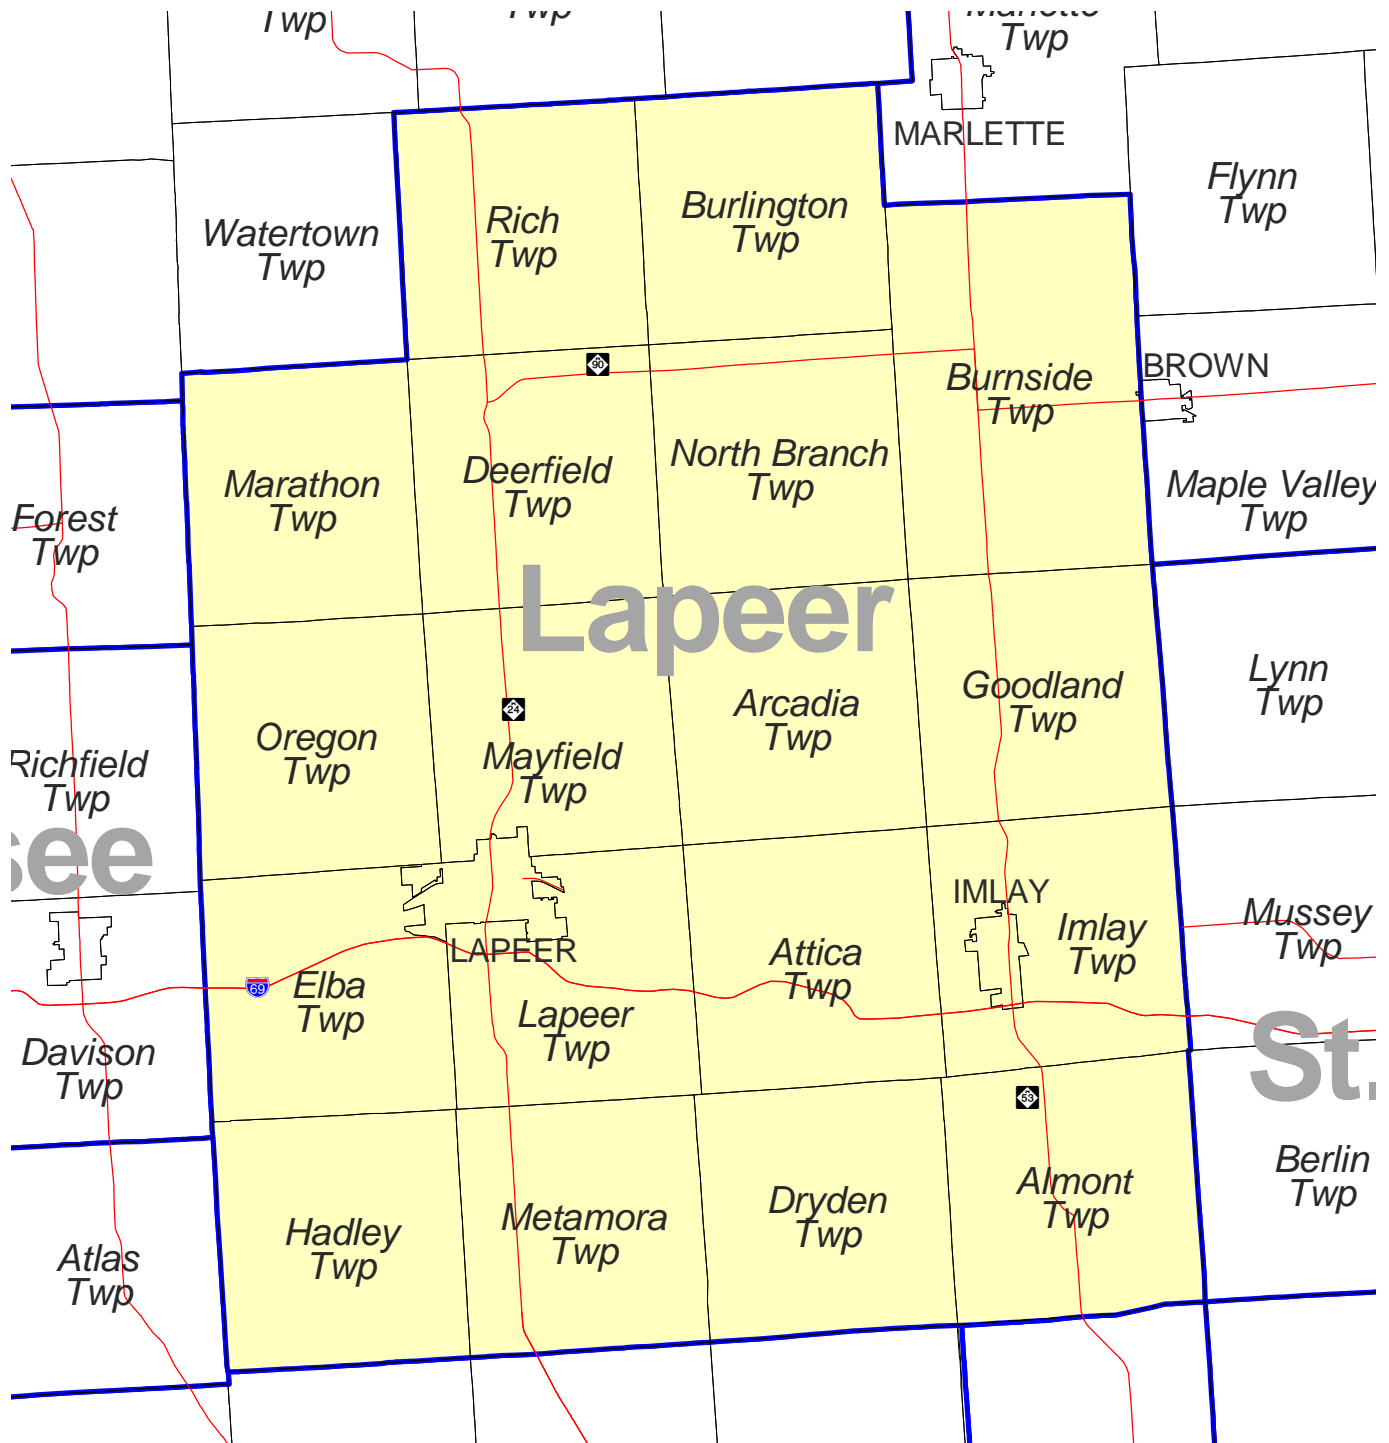 Twp
Twp
Twp
MARLETTE
Flynn
Twp
Watertown
Twp
Rich
Twp
Burlington
Twp
M
90
BROWN
Burnside
Twp
Marathon
Twp
Deerfield
Twp
North Branch
Twp
Maple Valley
Twp
Forest
Twp
Lapeer
Lynn
Twp
Oregon
Twp
M
24
Mayfield
Twp
Arcadia
Twp
Goodland
Twp
Richfield
Twp
see
IMLAY
Imlay
Twp
Mussey
Twp
LAPEER
Attica
Twp
69
Elba
Twp
Lapeer
Twp
Davison
Twp
St.
M
53
Berlin
Twp
Atlas
Twp
Hadley
Twp
Metamora
Twp
Dryden
Twp
Almont
Twp